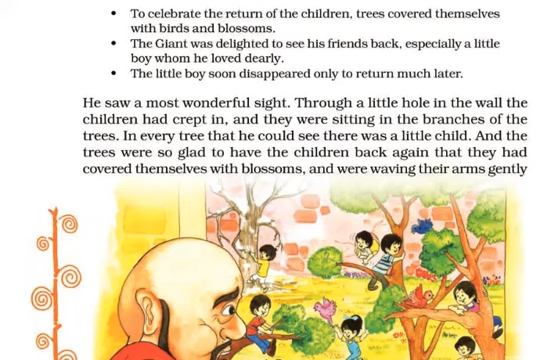 • To celebrate the return of the children, trees covered themselves
with birds and blossoms.
• The Giant was delighted to see his friends back, especially a little
boy whom he loved dearly.
• The little boy soon disappeared only to return much later.
He saw a most wonderful sight. Through a little hole in the wall the
children had crept in, and they were sitting in the branches of the
trees. In every tree that he could see there was a little child. And the
trees were so glad to have the children back again that they had
covered themselves with blossoms, and were waving their arms gently